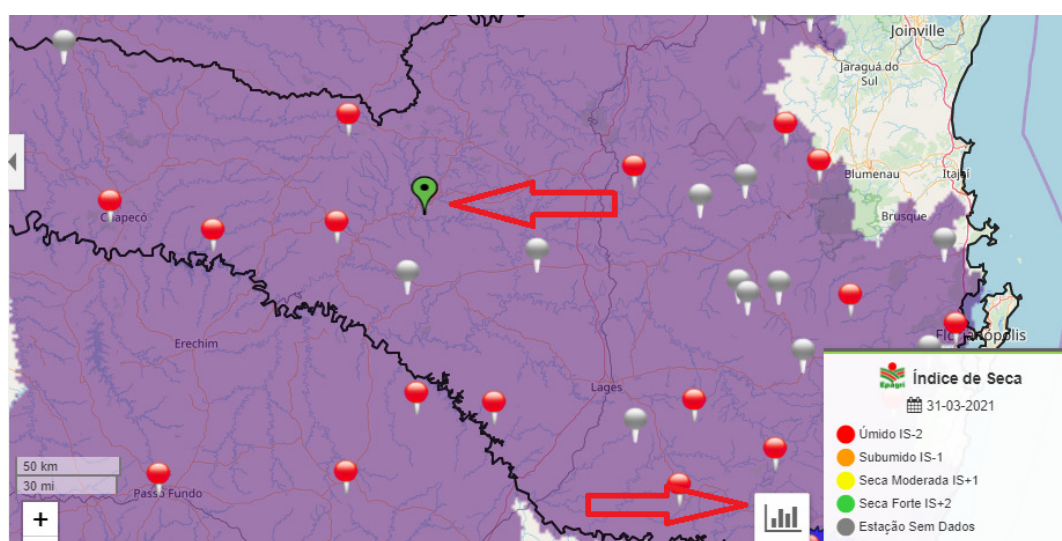 Joinville
Jaraguá do
Sul
Blumenau
Itajaí
Chapecó
Brusque
Erechim
Florianópolis
Lages
Epagri
Índice de Seca
31-03-2021
Úmido IS-2
Subumido IS-1
Seca Moderada IS+1
Seca Forte IS+2
Estação Sem Dados
50 km
30 mi
Passo Fundo
+